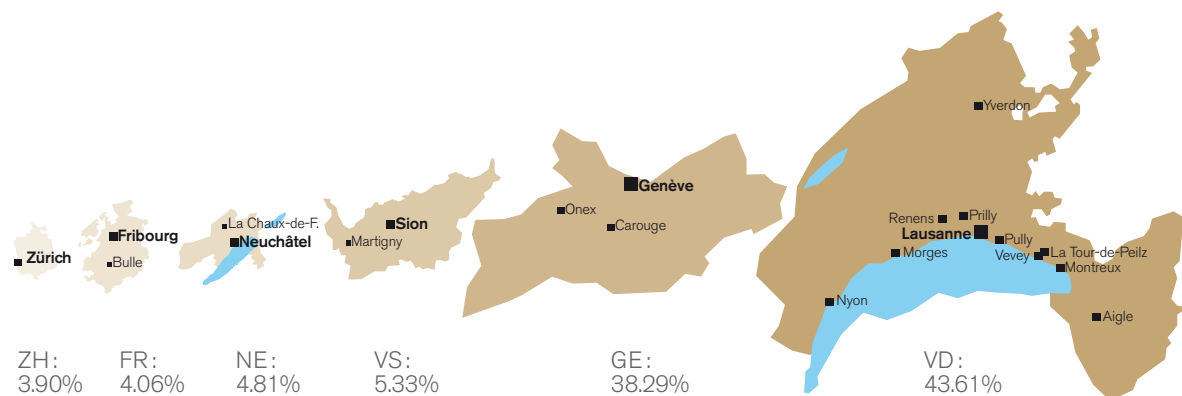 Zürich
Fribourg
Bulle
La Chaux-de-F.
Neuchâtel
Sion
Martigny
Genève
Onex
Carouge
Yverdon
Renens
Prilly
Lausanne
Pully
Morges
Vevey
La Tour-de-Peilz
Montreux
Nyon
Aigle
ZH:
3.90%
FR:
4.06%
NE:
4.81%
VS:
5.33%
GE:
38.29%
VD:
43.61%